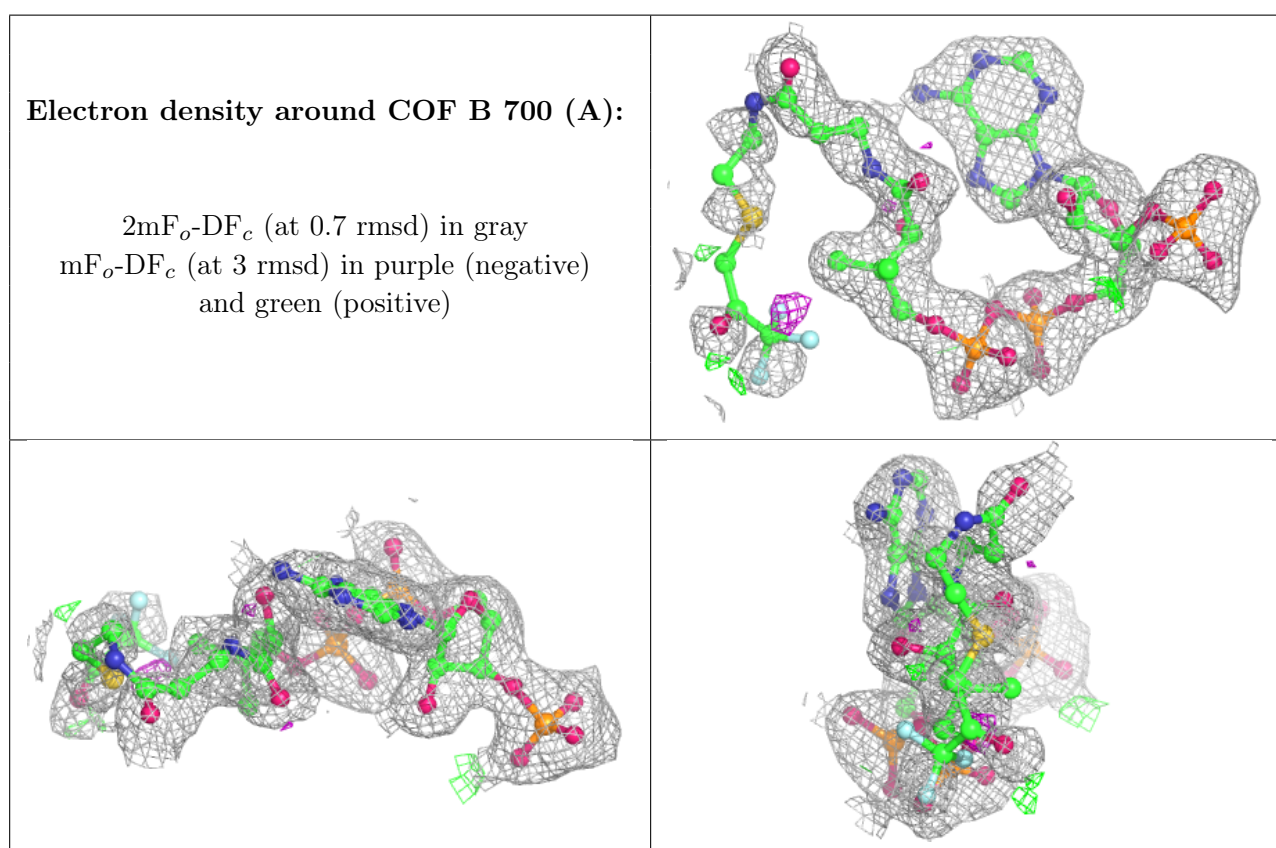 Electron density around COF B 700 (A):
2mFₒ-DF𝒸 (at 0.7 rmsd) in gray
mFₒ-DF𝒸 (at 3 rmsd) in purple (negative)
and green (positive)